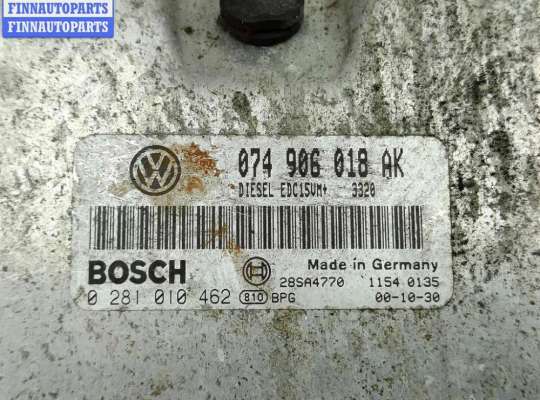 FINNAUTOPARTS
FINNAUTOPARTS
FINNAUTOPARTS
074 906 018 AK
DIESEL EDC15VM+ 3320
BOSCH
Made in Germany
28SA4770 1154 0135
0 281 010 462 810 BPG 00-10-30